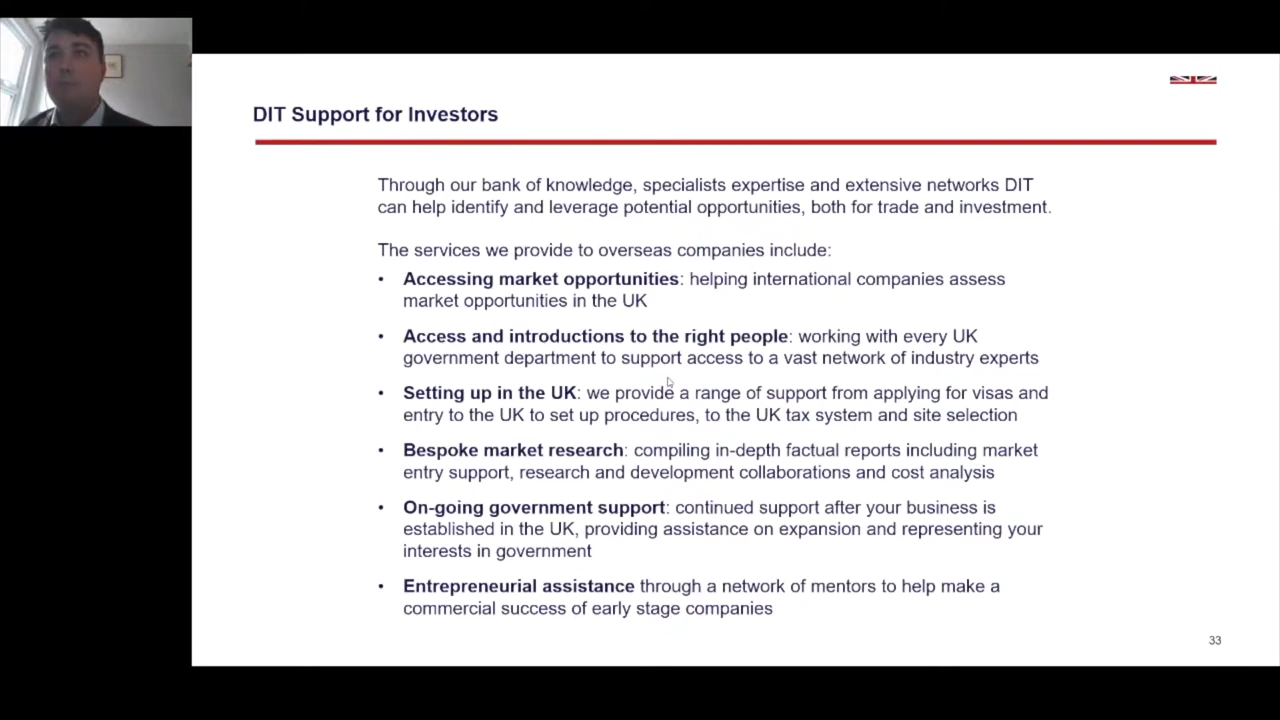 DIT Support for Investors
Through our bank of knowledge, specialists expertise and extensive networks DIT
can help identify and leverage potential opportunities, both for trade and investment.
The services we provide to overseas companies include:
• Accessing market opportunities: helping international companies assess
market opportunities in the UK
• Access and introductions to the right people: working with every UK
government department to support access to a vast network of industry experts
• Setting up in the UK: we provide a range of support from applying for visas and
entry to the UK to set up procedures, to the UK tax system and site selection
• Bespoke market research: compiling in-depth factual reports including market
entry support, research and development collaborations and cost analysis
• On-going government support: continued support after your business is
established in the UK, providing assistance on expansion and representing your
interests in government
• Entrepreneurial assistance through a network of mentors to help make a
commercial success of early stage companies
33